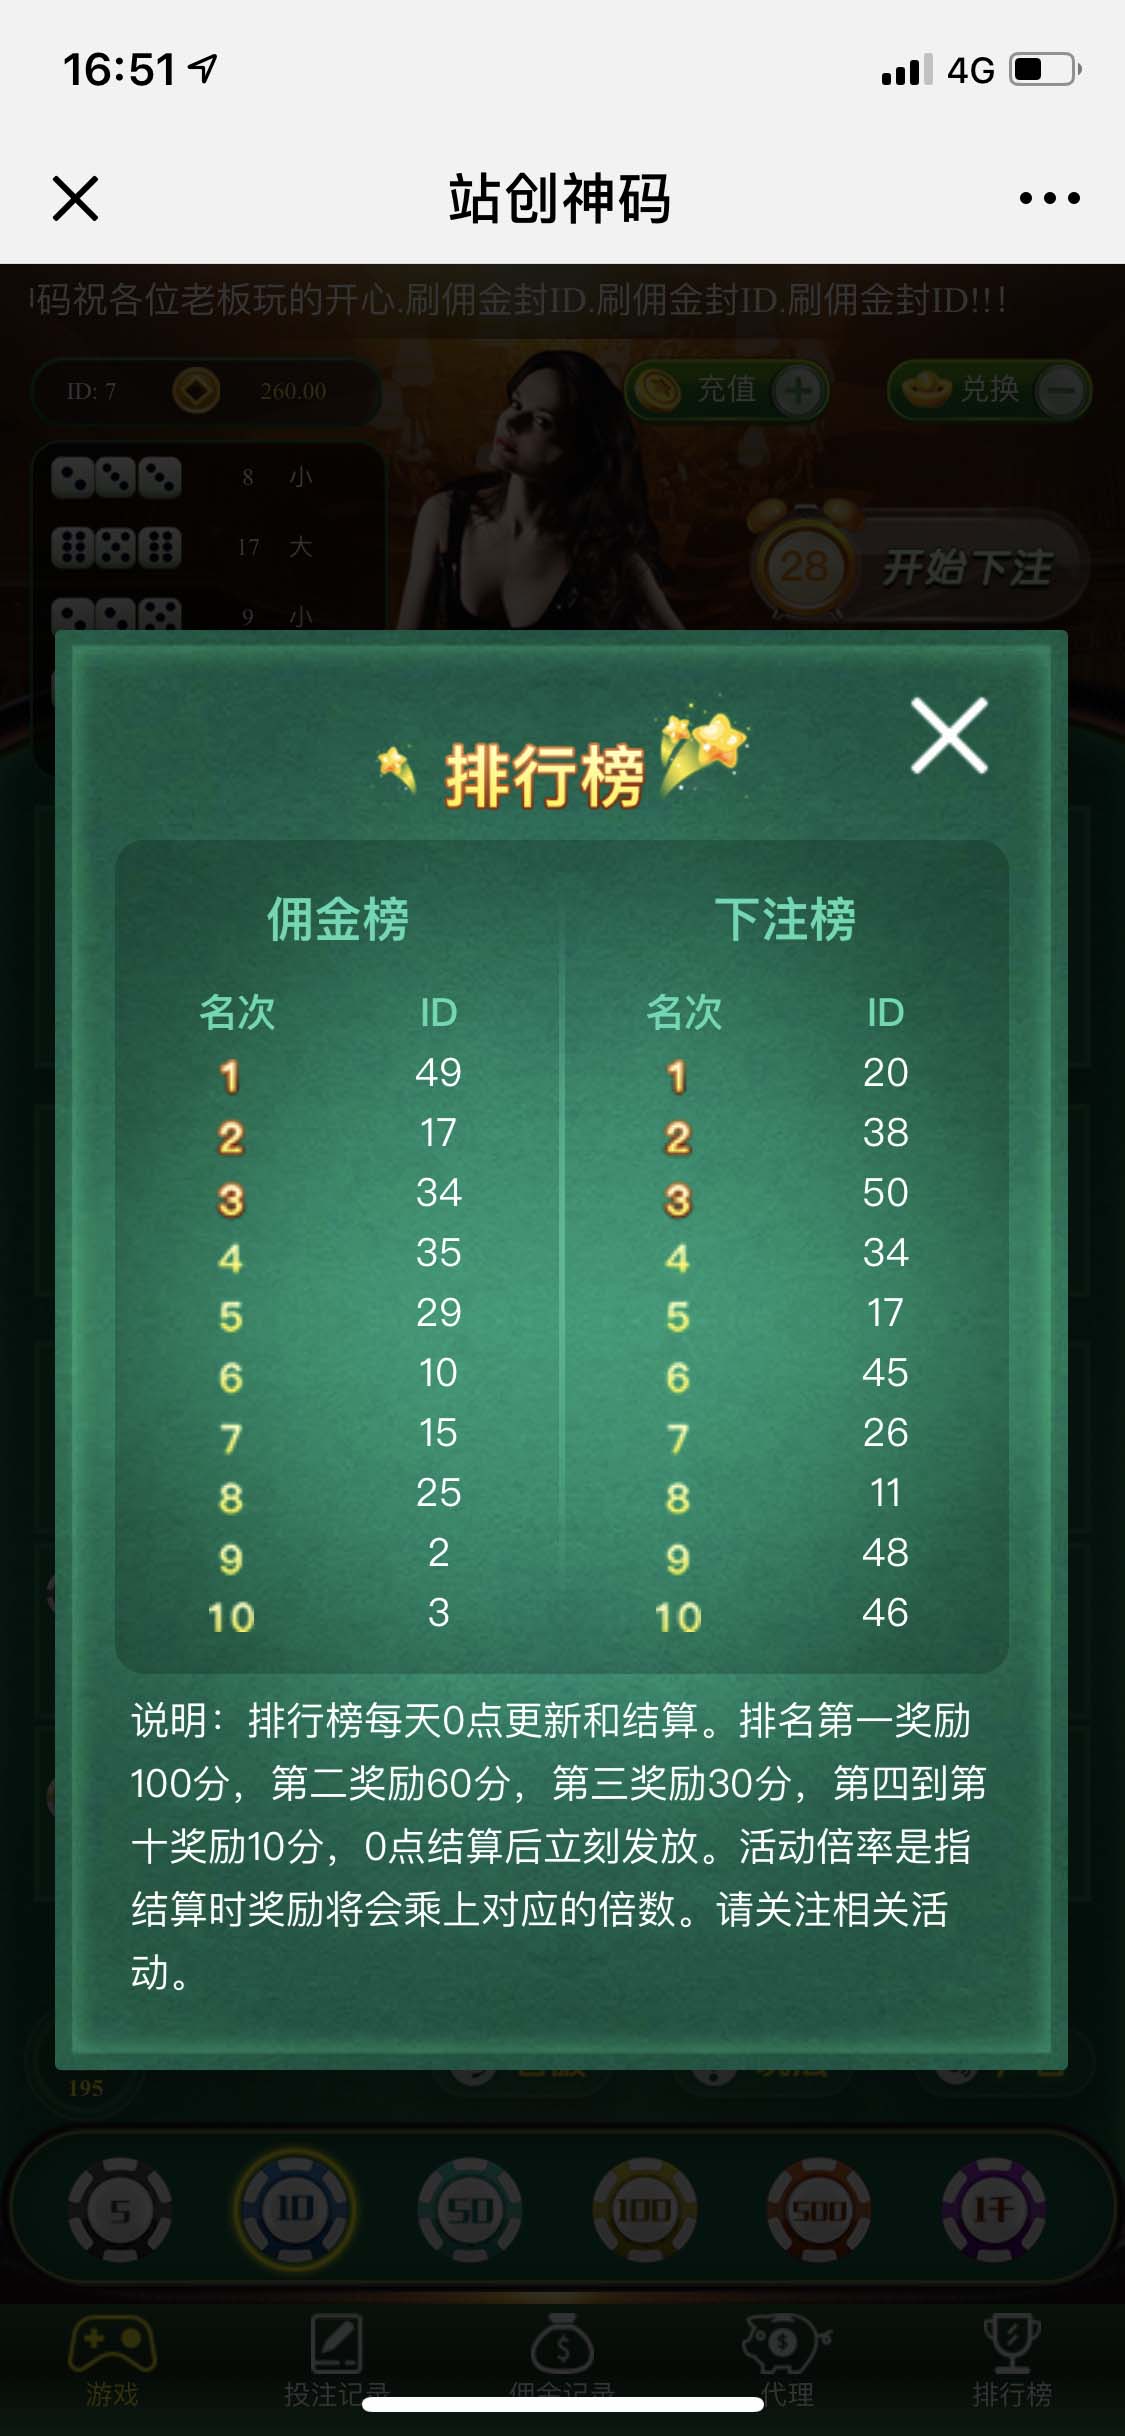 16:51
4G
站创神码
码祝各位老板玩的开心.刷佣金封ID.刷佣金封ID.刷佣金封ID!!!
ID: 7 260.00 充值 兑换
8 小
17 大
28 开始下注
9 小
排行榜
佣金榜 下注榜
名次 ID 名次 ID
1 49 1 20
2 17 2 38
3 34 3 50
4 35 4 34
5 29 5 17
6 10 6 45
7 15 7 26
8 25 8 11
9 2 9 48
10 3 10 46
说明：排行榜每天0点更新和结算。排名第一奖励
100分，第二奖励60分，第三奖励30分，第四到第
十奖励10分，0点结算后立刻发放。活动倍率是指
结算时奖励将会乘上对应的倍数。请关注相关活
动。
195
5 10 50 100 500 1千
游戏 投注记录 佣金记录 代理 排行榜